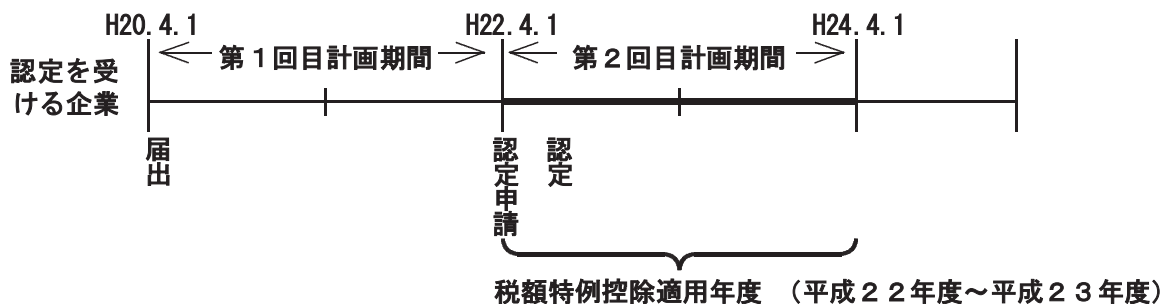 H20.4.1
H22.4.1
H24.4.1
第１回目計画期間
第２回目計画期間
認定を受
ける企業
届出
認定申請
認定
税額特例控除適用年度　（平成２２年度～平成２３年度）